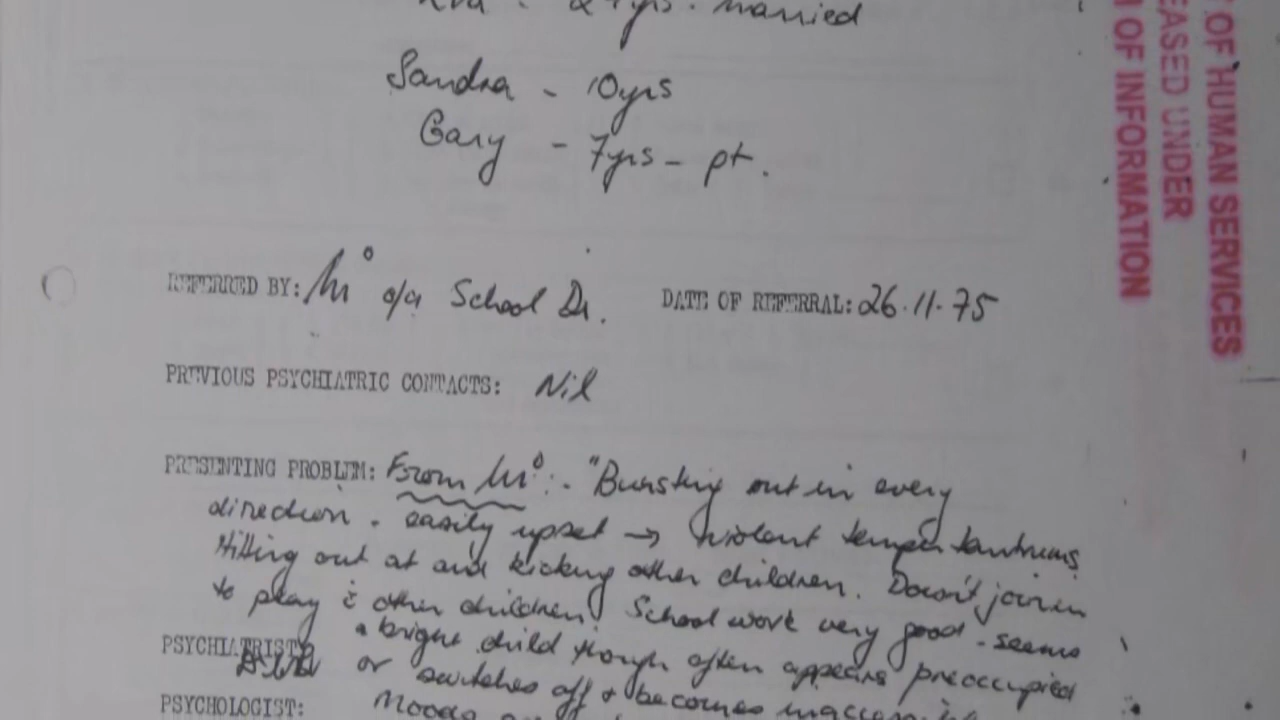 24yrs. married
Sandra - 10yrs
Gary - 7yrs - pt.
REFERRED BY: M° o/a School Dr. DATE OF REFERRAL: 26.11.75
PREVIOUS PSYCHIATRIC CONTACTS: Nil
PRESENTING PROBLEM: From M°:- "Bursting out in every
direction. easily upset → violent temper tantrums
Hitting out at and kicking other children. Doesn't join in
to play c̄ other children. School work very good - seems
a bright child though often appears preoccupied
PSYCHIATRIST:
or switches off + becomes
PSYCHOLOGIST:
Moods
OF HUMAN SERVICES
EASED UNDER
OF INFORMATION